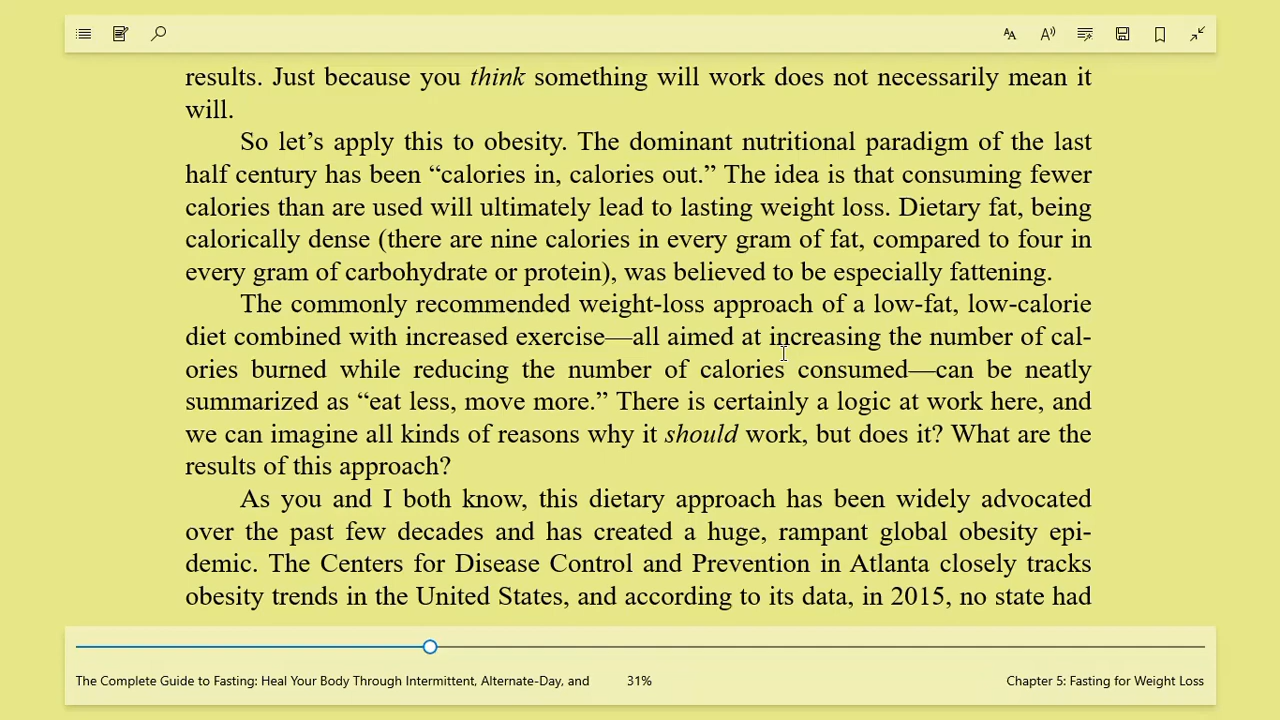 results. Just because you think something will work does not necessarily mean it
will.
So let’s apply this to obesity. The dominant nutritional paradigm of the last
half century has been “calories in, calories out.” The idea is that consuming fewer
calories than are used will ultimately lead to lasting weight loss. Dietary fat, being
calorically dense (there are nine calories in every gram of fat, compared to four in
every gram of carbohydrate or protein), was believed to be especially fattening.
The commonly recommended weight-loss approach of a low-fat, low-calorie
diet combined with increased exercise—all aimed at increasing the number of cal-
ories burned while reducing the number of calories consumed—can be neatly
summarized as “eat less, move more.” There is certainly a logic at work here, and
we can imagine all kinds of reasons why it should work, but does it? What are the
results of this approach?
As you and I both know, this dietary approach has been widely advocated
over the past few decades and has created a huge, rampant global obesity epi-
demic. The Centers for Disease Control and Prevention in Atlanta closely tracks
obesity trends in the United States, and according to its data, in 2015, no state had
The Complete Guide to Fasting: Heal Your Body Through Intermittent, Alternate-Day, and 31% Chapter 5: Fasting for Weight Loss